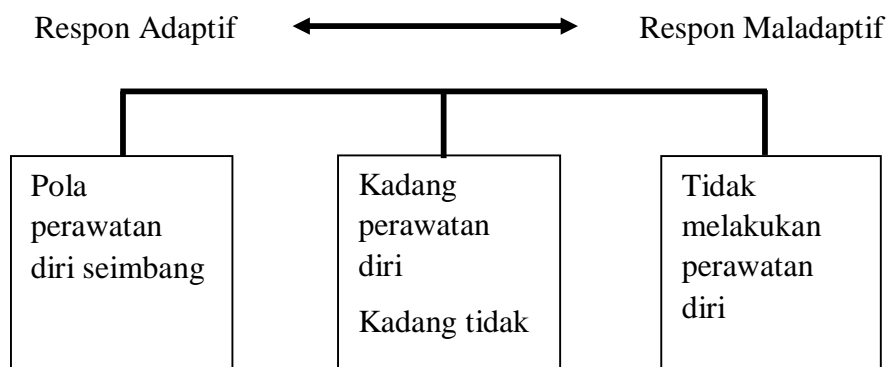 Respon Adaptif
Respon Maladaptif
Pola
perawatan
diri seimbang
Kadang
perawatan
diri
Kadang tidak
Tidak
melakukan
perawatan
diri